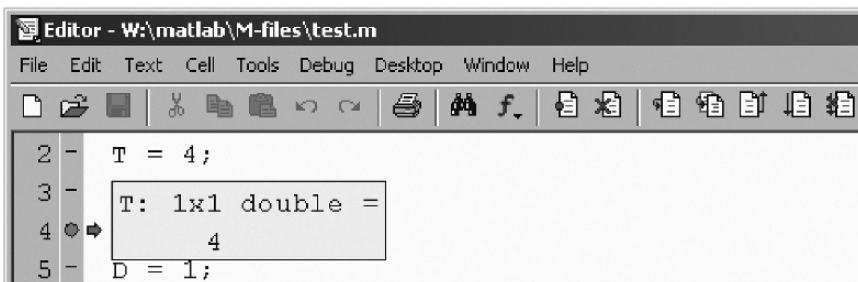 Editor - W:\matlab\M-files\test.m
File Edit Text Cell Tools Debug Desktop Window Help
2 - T = 4;
3 -
T: 1x1 double =
4
4
5 - D = 1;